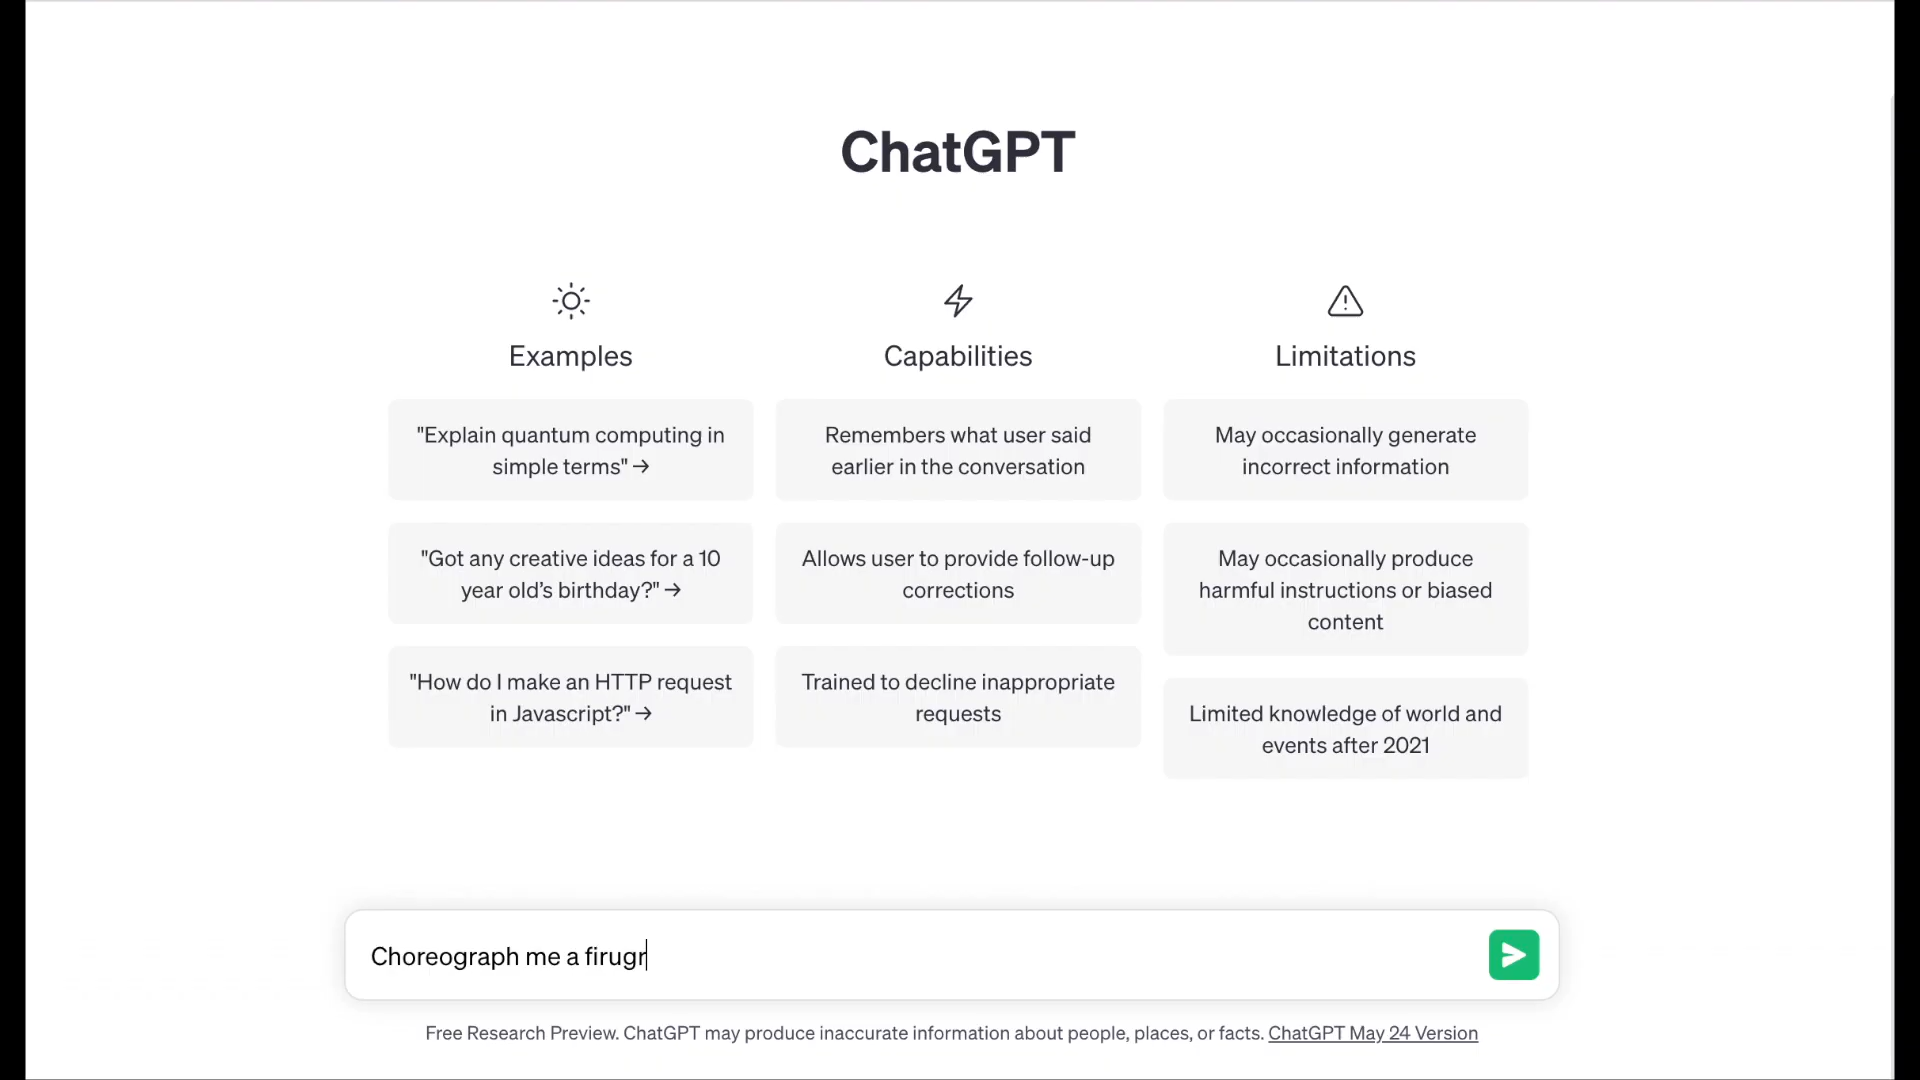 ChatGPT
Examples
"Explain quantum computing in
simple terms" →
"Got any creative ideas for a 10
year old’s birthday?" →
"How do I make an HTTP request
in Javascript?" →
Capabilities
Remembers what user said
earlier in the conversation
Allows user to provide follow-up
corrections
Trained to decline inappropriate
requests
Limitations
May occasionally generate
incorrect information
May occasionally produce
harmful instructions or biased
content
Limited knowledge of world and
events after 2021
Choreograph me a firugr
Free Research Preview. ChatGPT may produce inaccurate information about people, places, or facts. ChatGPT May 24 Version